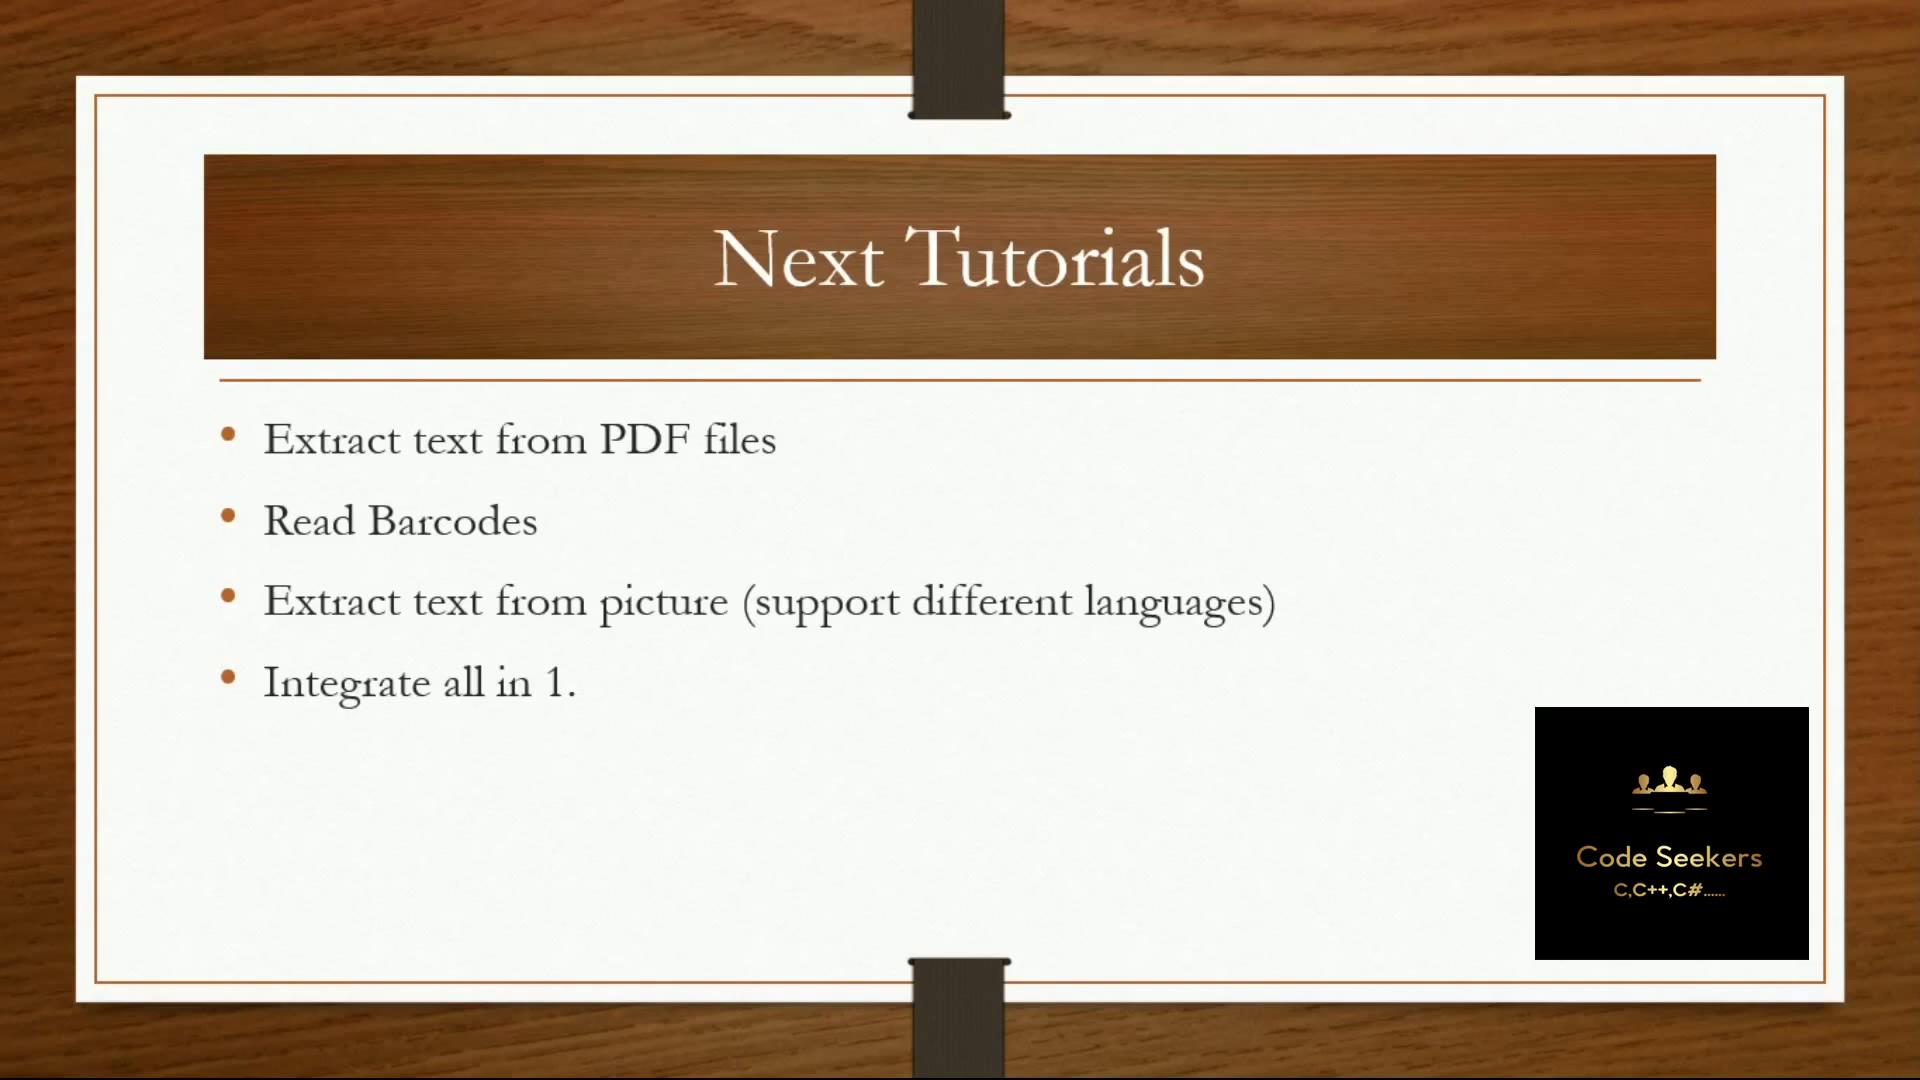 Next Tutorials
Extract text from PDF files
Read Barcodes
Extract text from picture (support different languages)
Integrate all in 1.
Code Seekers
C,C++,C#......